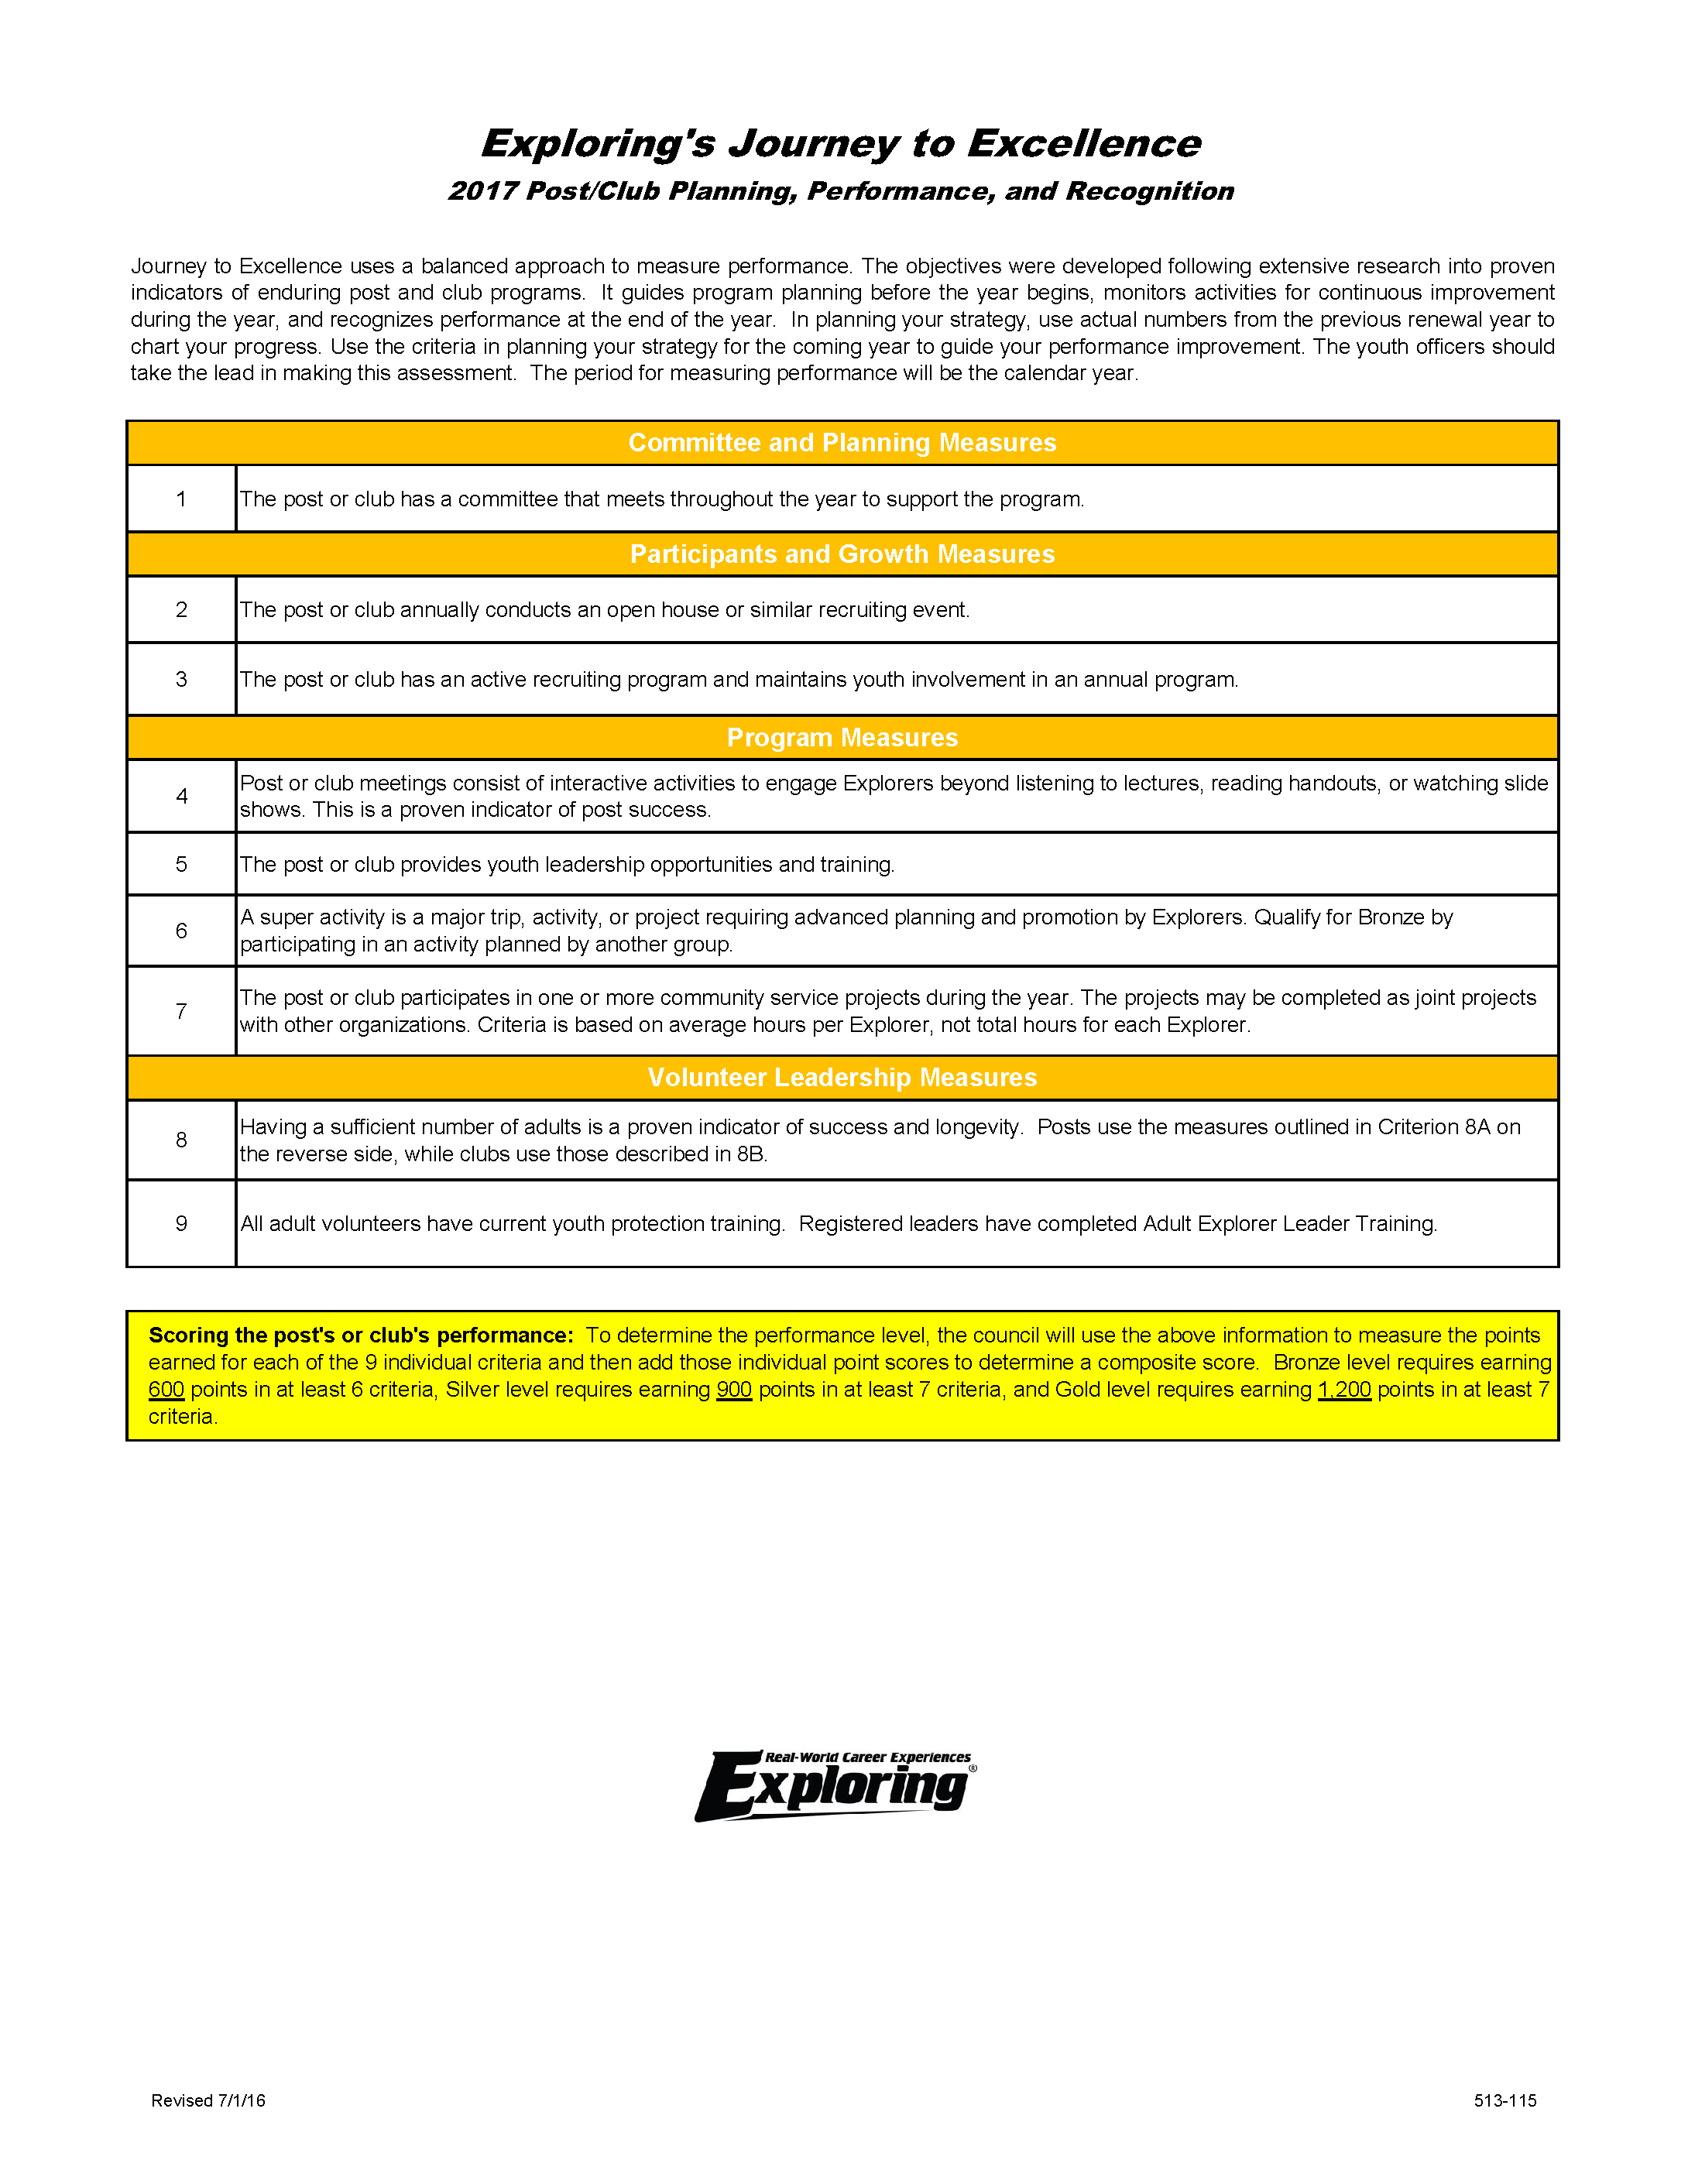 Exploring's Journey to Excellence
2017 Post/Club Planning, Performance, and Recognition
Journey to Excellence uses a balanced approach to measure performance. The objectives were developed following extensive research into proven
indicators of enduring post and club programs.  It guides program planning before the year begins, monitors activities for continuous improvement
during the year, and recognizes performance at the end of the year.  In planning your strategy, use actual numbers from the previous renewal year to
chart your progress. Use the criteria in planning your strategy for the coming year to guide your performance improvement. The youth officers should
take the lead in making this assessment.  The period for measuring performance will be the calendar year.
Committee and Planning Measures
1 The post or club has a committee that meets throughout the year to support the program.
Participants and Growth Measures
2 The post or club annually conducts an open house or similar recruiting event.
3 The post or club has an active recruiting program and maintains youth involvement in an annual program.
Program Measures
4 Post or club meetings consist of interactive activities to engage Explorers beyond listening to lectures, reading handouts, or watching slide
shows. This is a proven indicator of post success.
5 The post or club provides youth leadership opportunities and training.
6 A super activity is a major trip, activity, or project requiring advanced planning and promotion by Explorers. Qualify for Bronze by
participating in an activity planned by another group.
7 The post or club participates in one or more community service projects during the year. The projects may be completed as joint projects
with other organizations. Criteria is based on average hours per Explorer, not total hours for each Explorer.
Volunteer Leadership Measures
8 Having a sufficient number of adults is a proven indicator of success and longevity.  Posts use the measures outlined in Criterion 8A on
the reverse side, while clubs use those described in 8B.
9 All adult volunteers have current youth protection training.  Registered leaders have completed Adult Explorer Leader Training.
Scoring the post's or club's performance:  To determine the performance level, the council will use the above information to measure the points
earned for each of the 9 individual criteria and then add those individual point scores to determine a composite score.  Bronze level requires earning
600 points in at least 6 criteria, Silver level requires earning 900 points in at least 7 criteria, and Gold level requires earning 1,200 points in at least 7
criteria.
Real-World Career Experiences
Exploring®
Revised 7/1/16
513-115